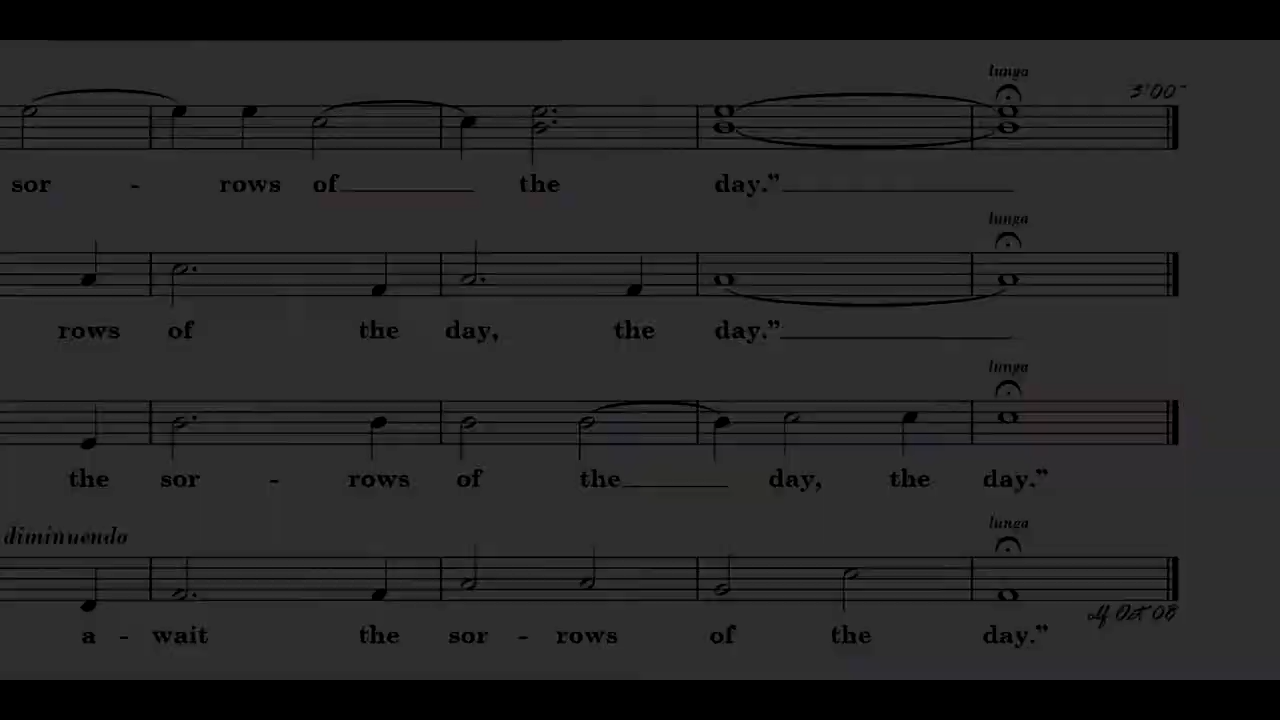 lunga
3'00"
sor - rows of the day.”
lunga
rows of the day, the day.”
lunga
the sor - rows of the day, the day.”
diminuendo
lunga
a - wait the sor - rows of the day.”
Oct 08